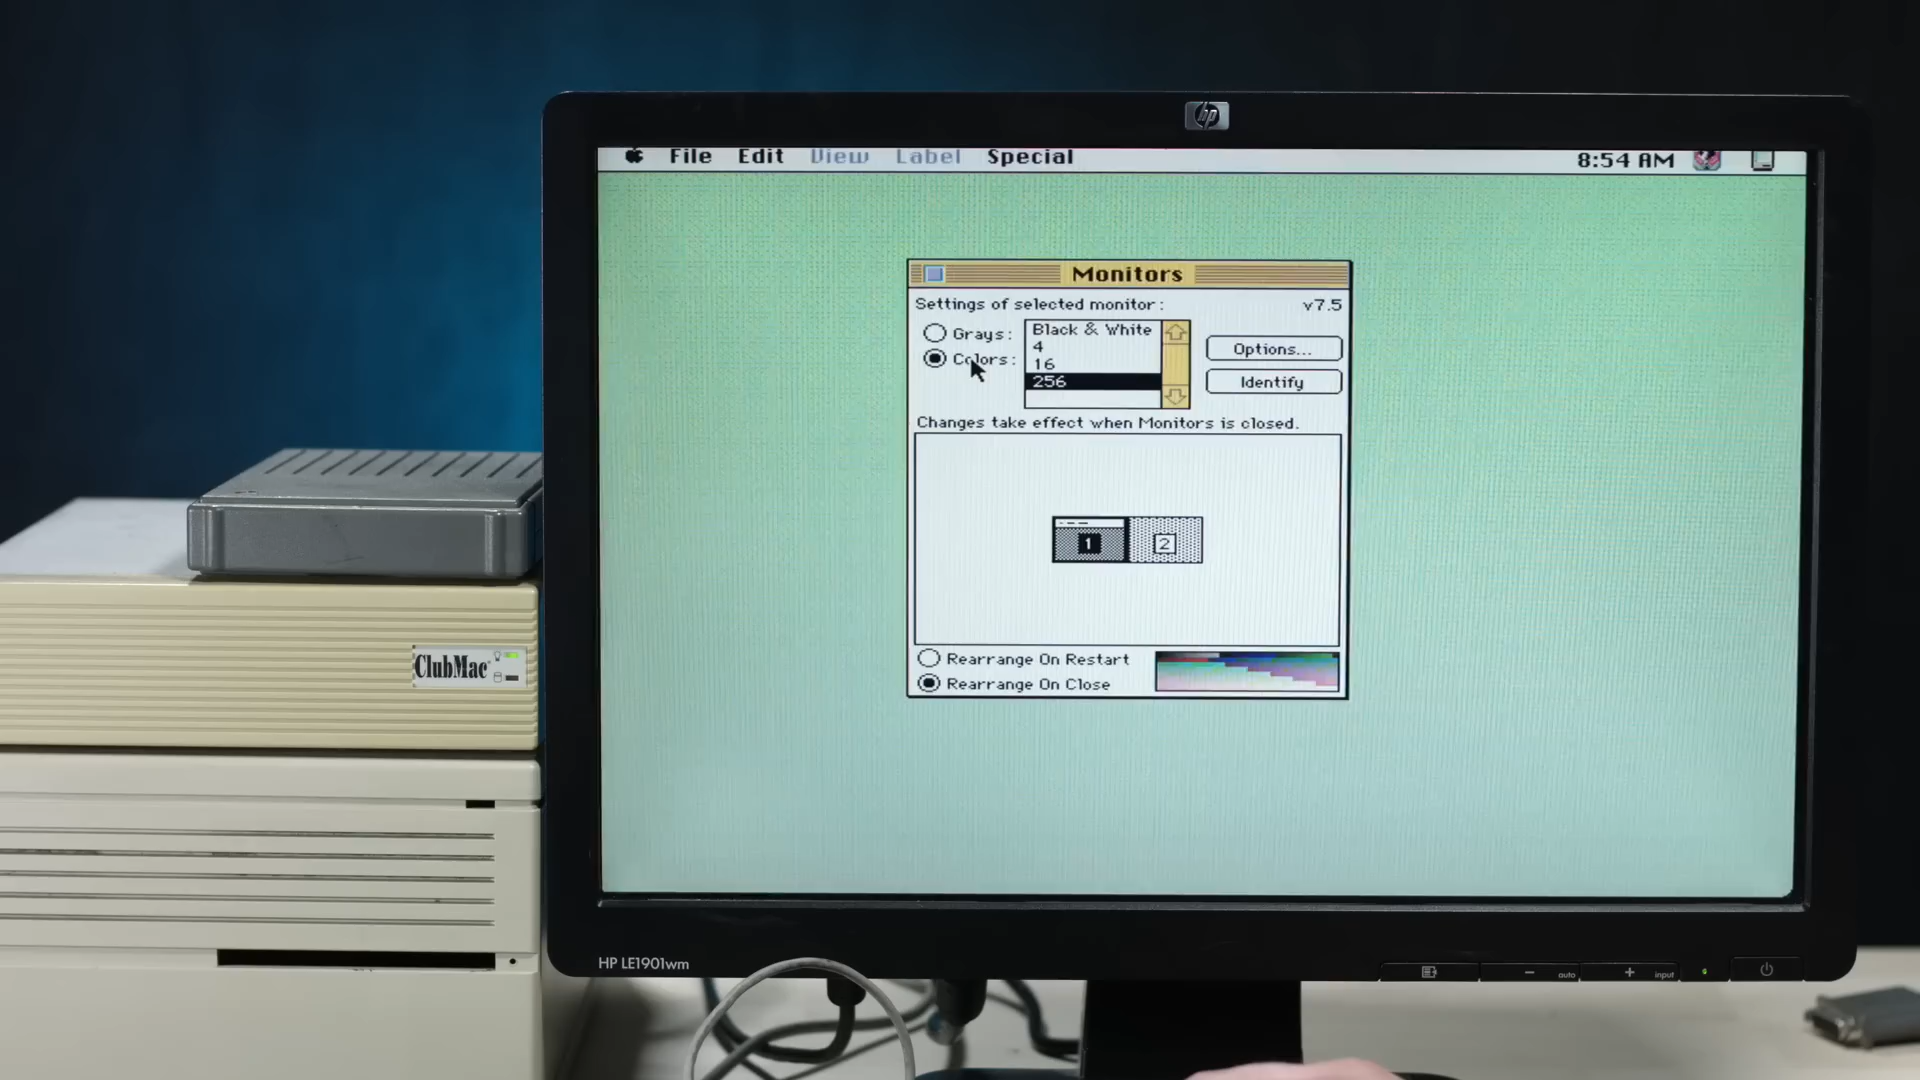 hp
File Edit View Label Special 8:54 AM
Monitors
Settings of selected monitor: v7.5
Grays:
Colors:
Black & White
4
16
256
Options...
Identify
Changes take effect when Monitors is closed.
1 2
Rearrange On Restart
Rearrange On Close
ClubMac
HP LE1901wm
auto
input